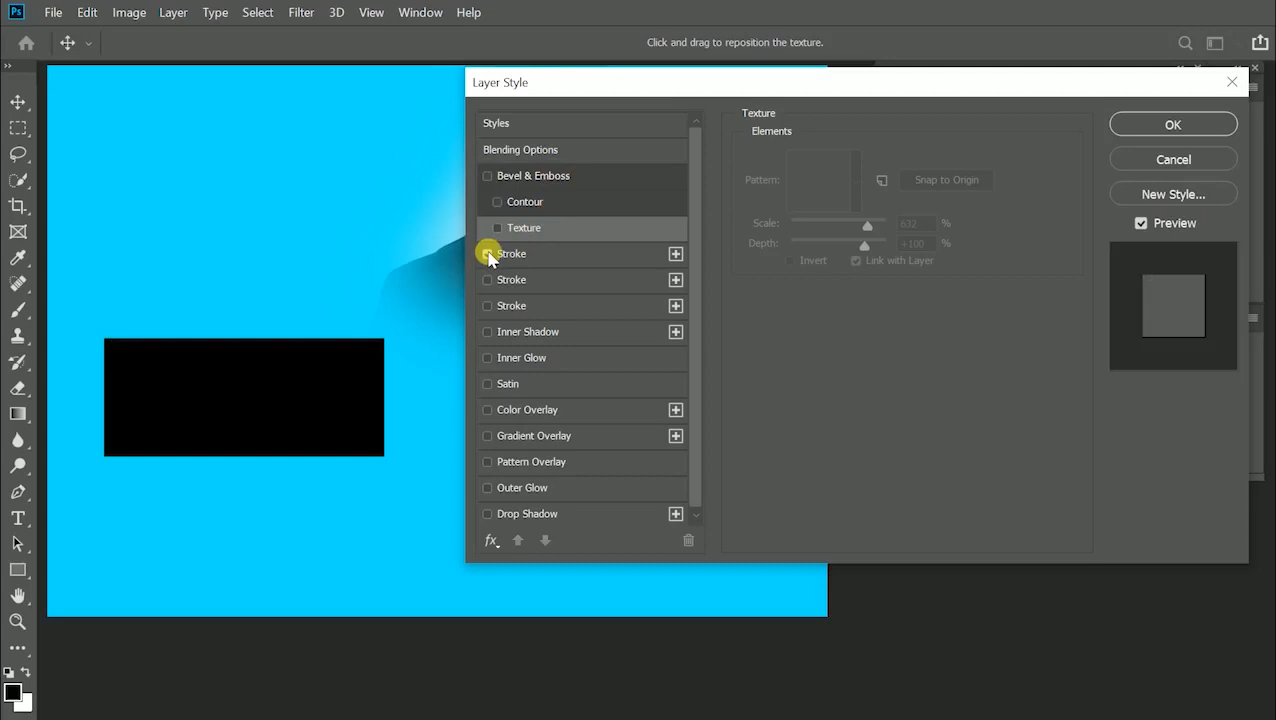 Ps File Edit Image Layer Type Select Filter 3D View Window Help
Click and drag to reposition the texture.
Layer Style
Styles
Blending Options
Bevel & Emboss
Contour
Texture
Stroke
Stroke
Stroke
Inner Shadow
Inner Glow
Satin
Color Overlay
Gradient Overlay
Pattern Overlay
Outer Glow
Drop Shadow
fx
Texture
Elements
Pattern:
Snap to Origin
Scale: 632 %
Depth: +100 %
Invert Link with Layer
OK
Cancel
New Style...
Preview
T